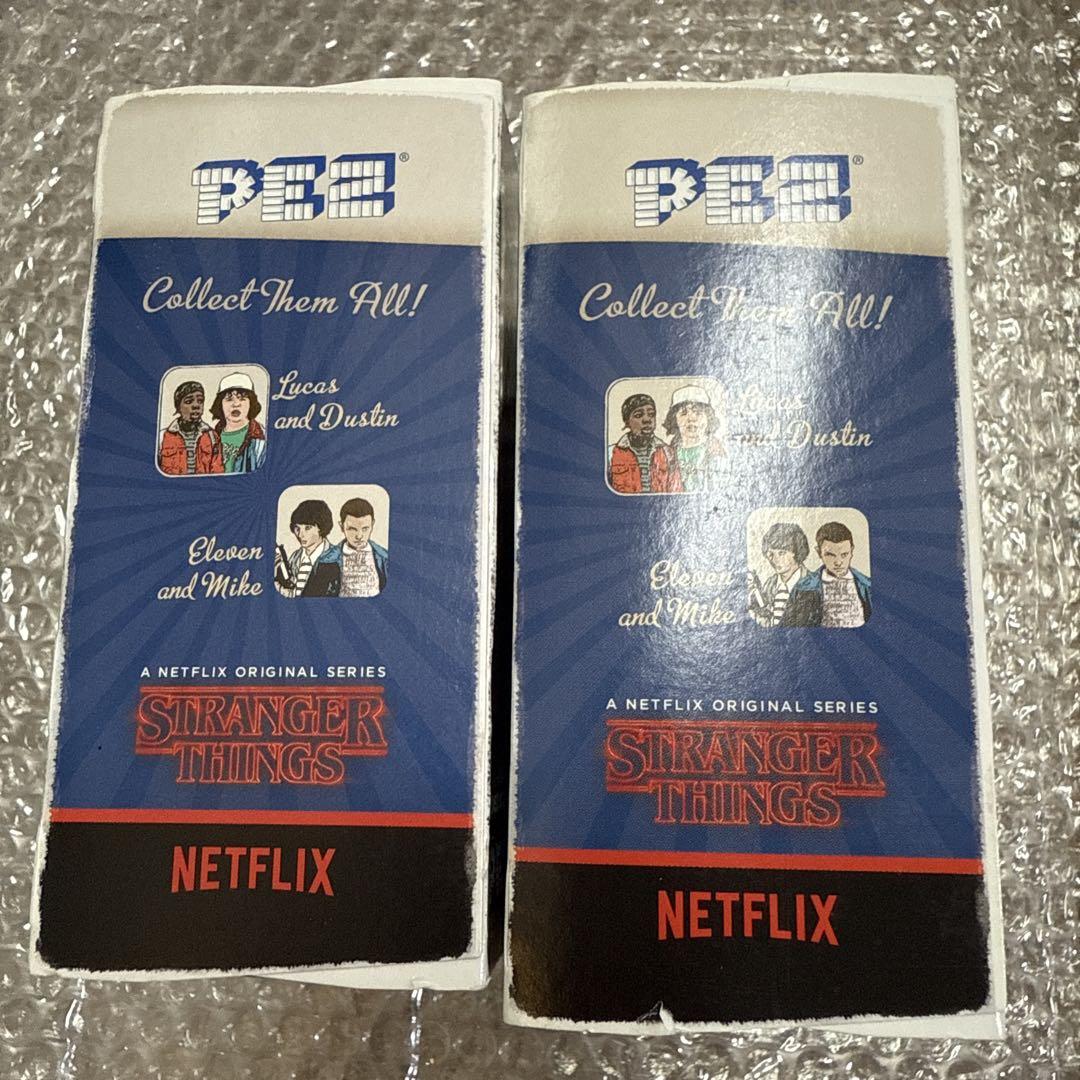 PEZ®
Collect Them All!
Lucas
and Dustin
Eleven
and Mike
A NETFLIX ORIGINAL SERIES
STRANGER
THINGS
NETFLIX
PEZ®
Collect Them All!
Lucas
and Dustin
Eleven
and Mike
A NETFLIX ORIGINAL SERIES
STRANGER
THINGS
NETFLIX